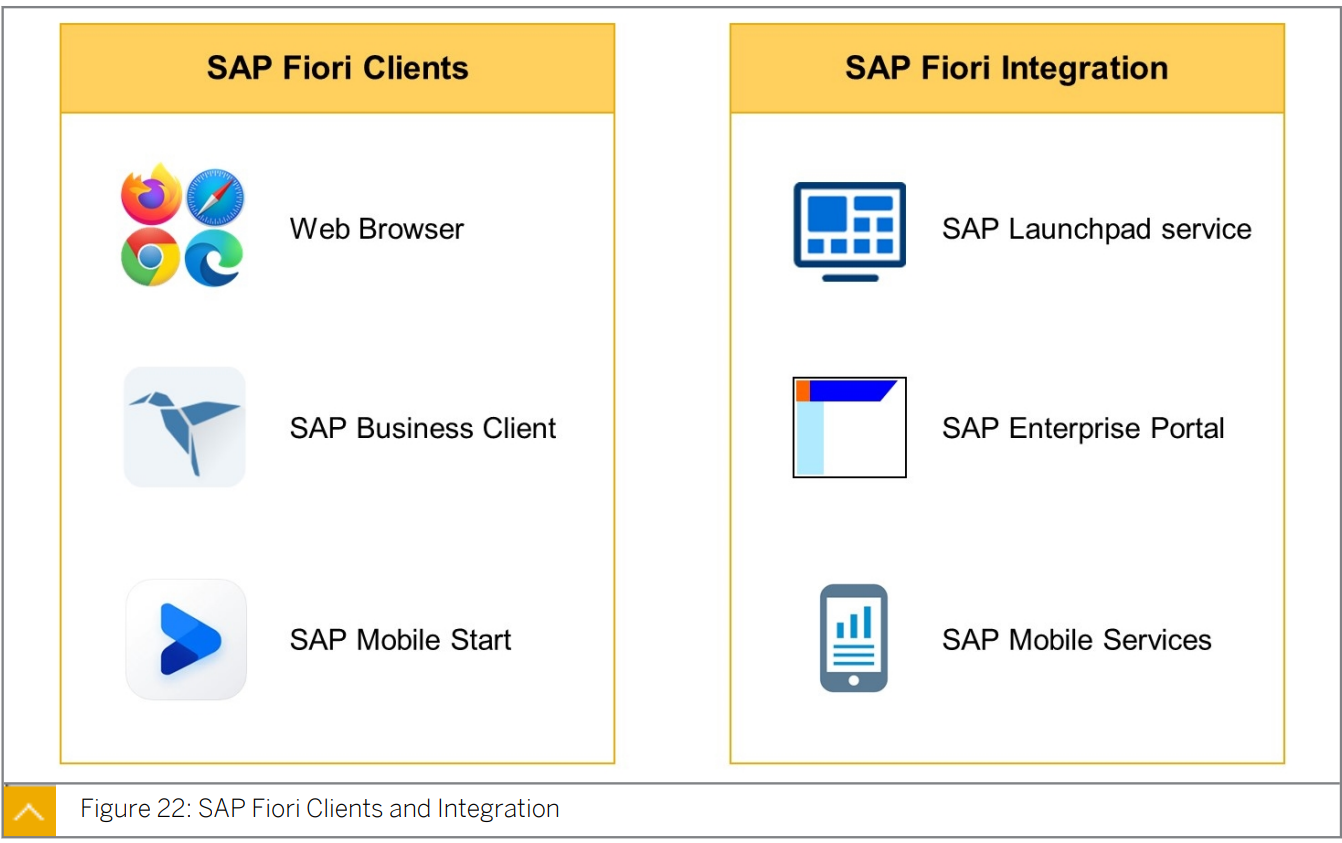 SAP Fiori Clients
Web Browser
SAP Business Client
SAP Mobile Start
SAP Fiori Integration
SAP Launchpad service
SAP Enterprise Portal
SAP Mobile Services
Figure 22: SAP Fiori Clients and Integration